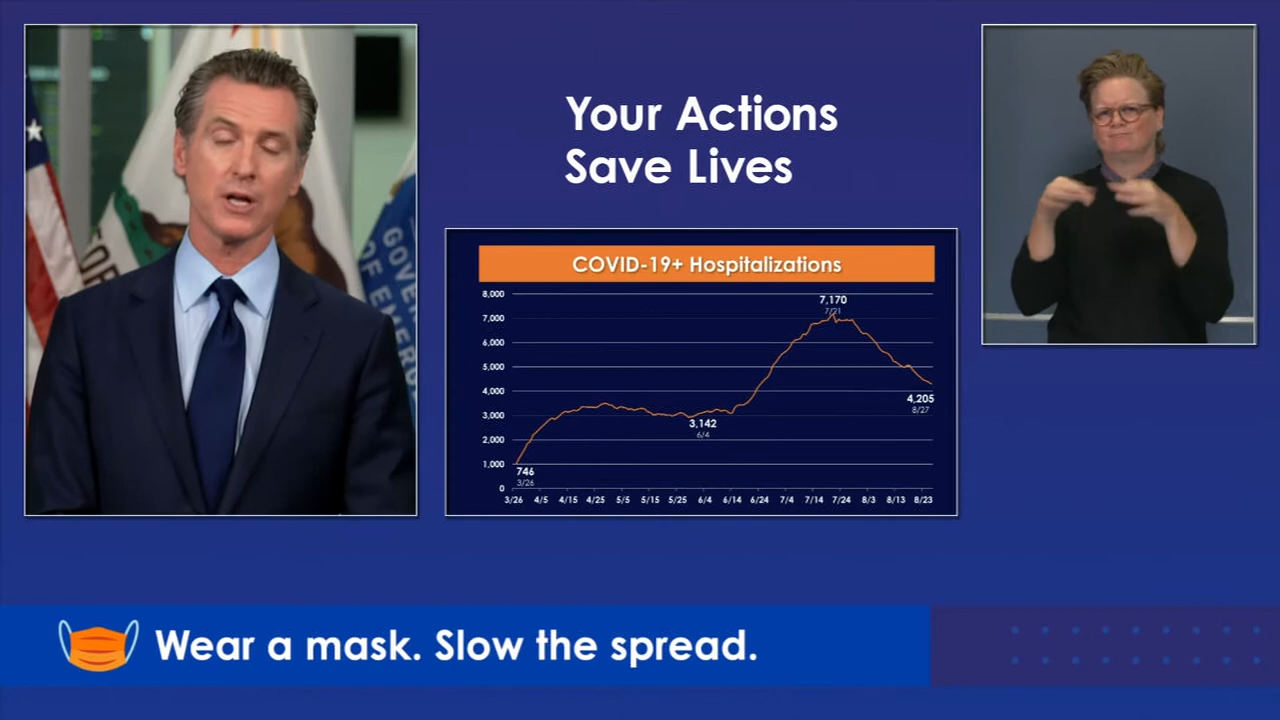 Your Actions
Save Lives
COVID-19+ Hospitalizations
8,000
7,000
6,000
5,000
4,000
3,000
2,000
1,000
0
7,170
7/21
4,205
8/27
3,142
6/4
746
3/26
3/26 4/5 4/15 4/25 5/5 5/15 5/25 6/4 6/14 6/24 7/4 7/14 7/24 8/3 8/13 8/23
GOVER
OF EMERG
Wear a mask. Slow the spread.